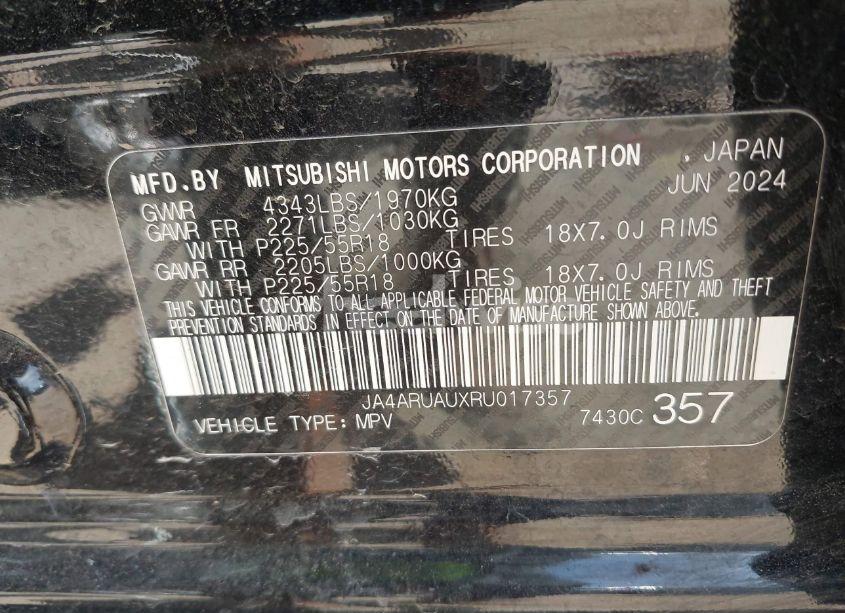 MFD.BY MITSUBISHI MOTORS CORPORATION . JAPAN
JUN 2024
GVWR 4343LBS/1970KG
GAWR FR 2271LBS/1030KG
WITH P225/55R18 TIRES 18X7.0J RIMS
GAWR RR 2205LBS/1000KG
WITH P225/55R18 TIRES 18X7.0J RIMS
THIS VEHICLE CONFORMS TO ALL APPLICABLE FEDERAL MOTOR VEHICLE SAFETY AND THEFT
PREVENTION STANDARDS IN EFFECT ON THE DATE OF MANUFACTURE SHOWN ABOVE.
JA4ARUAUXRU017357
VEHICLE TYPE: MPV 7430C 357